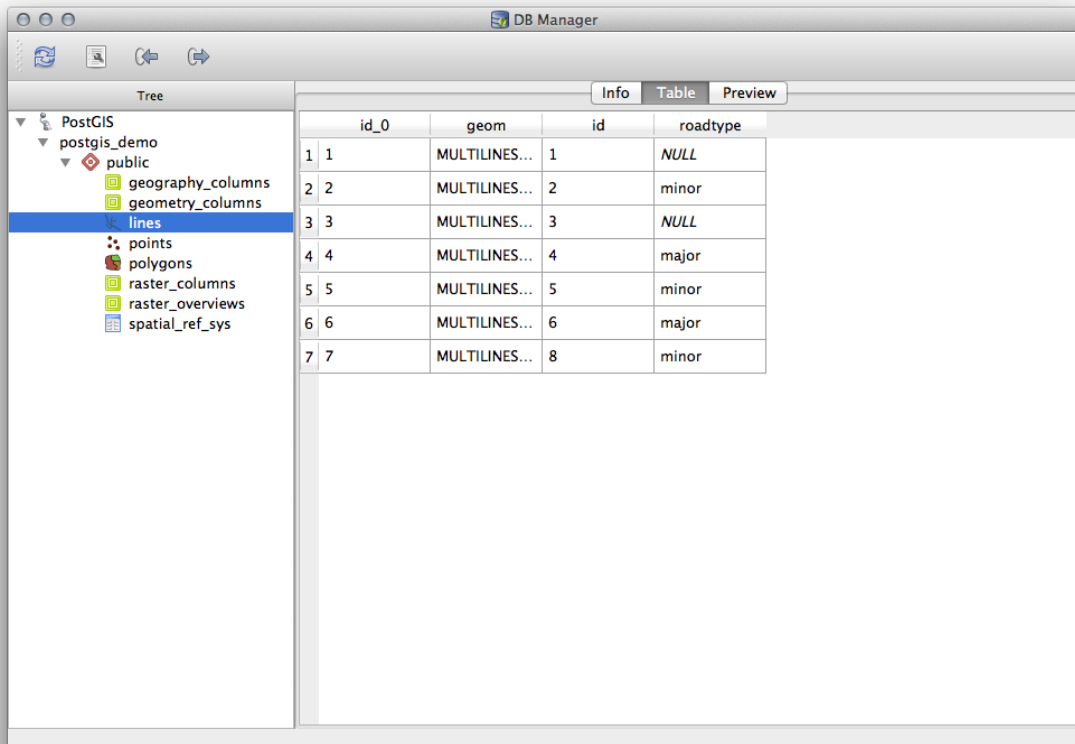 DB Manager
Tree
PostGIS
postgis_demo
public
geography_columns
geometry_columns
lines
points
polygons
raster_columns
raster_overviews
spatial_ref_sys
Info Table Preview
id_0 geom id roadtype
1 1 MULTILINES... 1 NULL
2 2 MULTILINES... 2 minor
3 3 MULTILINES... 3 NULL
4 4 MULTILINES... 4 major
5 5 MULTILINES... 5 minor
6 6 MULTILINES... 6 major
7 7 MULTILINES... 8 minor